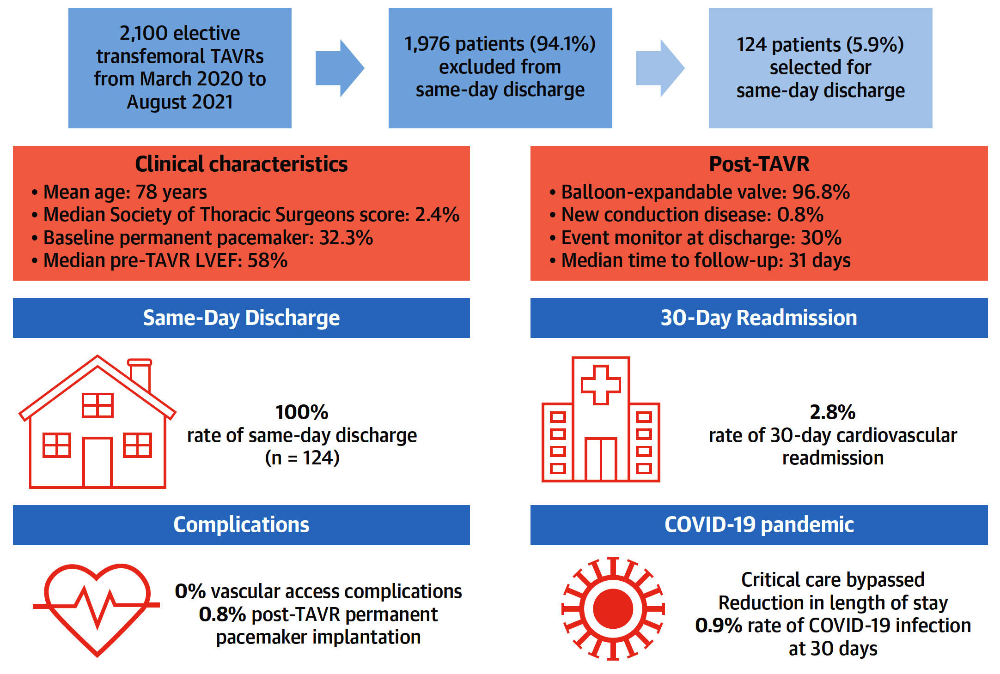 2,100 elective
transfemoral TAVRs
from March 2020 to
August 2021
1,976 patients (94.1%)
excluded from
same-day discharge
124 patients (5.9%)
selected for
same-day discharge
Clinical characteristics
• Mean age: 78 years
• Median Society of Thoracic Surgeons score: 2.4%
• Baseline permanent pacemaker: 32.3%
• Median pre-TAVR LVEF: 58%
Post-TAVR
• Balloon-expandable valve: 96.8%
• New conduction disease: 0.8%
• Event monitor at discharge: 30%
• Median time to follow-up: 31 days
Same-Day Discharge
100%
rate of same-day discharge
(n = 124)
30-Day Readmission
2.8%
rate of 30-day cardiovascular
readmission
Complications
0% vascular access complications
0.8% post-TAVR permanent
pacemaker implantation
COVID-19 pandemic
Critical care bypassed
Reduction in length of stay
0.9% rate of COVID-19 infection
at 30 days